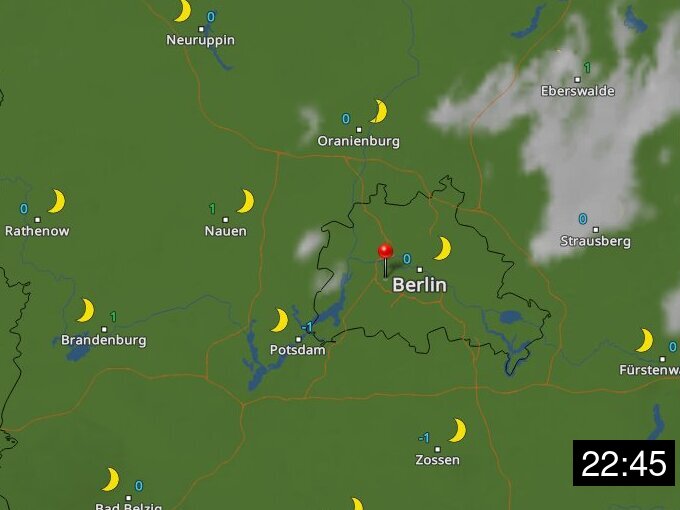 0
Neuruppin
1
Eberswalde
0
Oranienburg
0
Rathenow
1
Nauen
0
Strausberg
0
Berlin
1
Brandenburg
-1
Potsdam
0
Fürstenwa
-1
Zossen
22:45
0
Bad Belzig